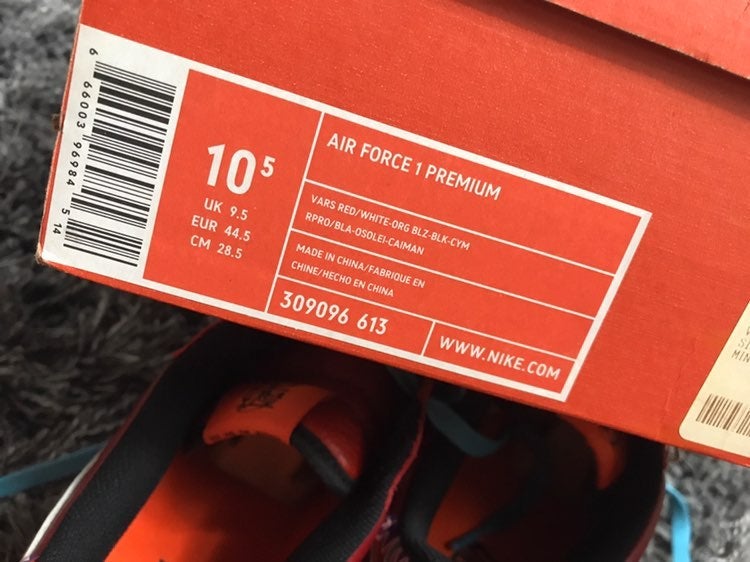 6 66003 96984 5 14
10 5
UK 9.5
EUR 44.5
CM 28.5
AIR FORCE 1 PREMIUM
VARS RED/WHITE-ORG BLZ-BLK-CYM
RPRO/BLA-OSOLEI-CAIMAN
MADE IN CHINA/FABRIQUE EN
CHINE/HECHO EN CHINA
309096 613
WWW.NIKE.COM